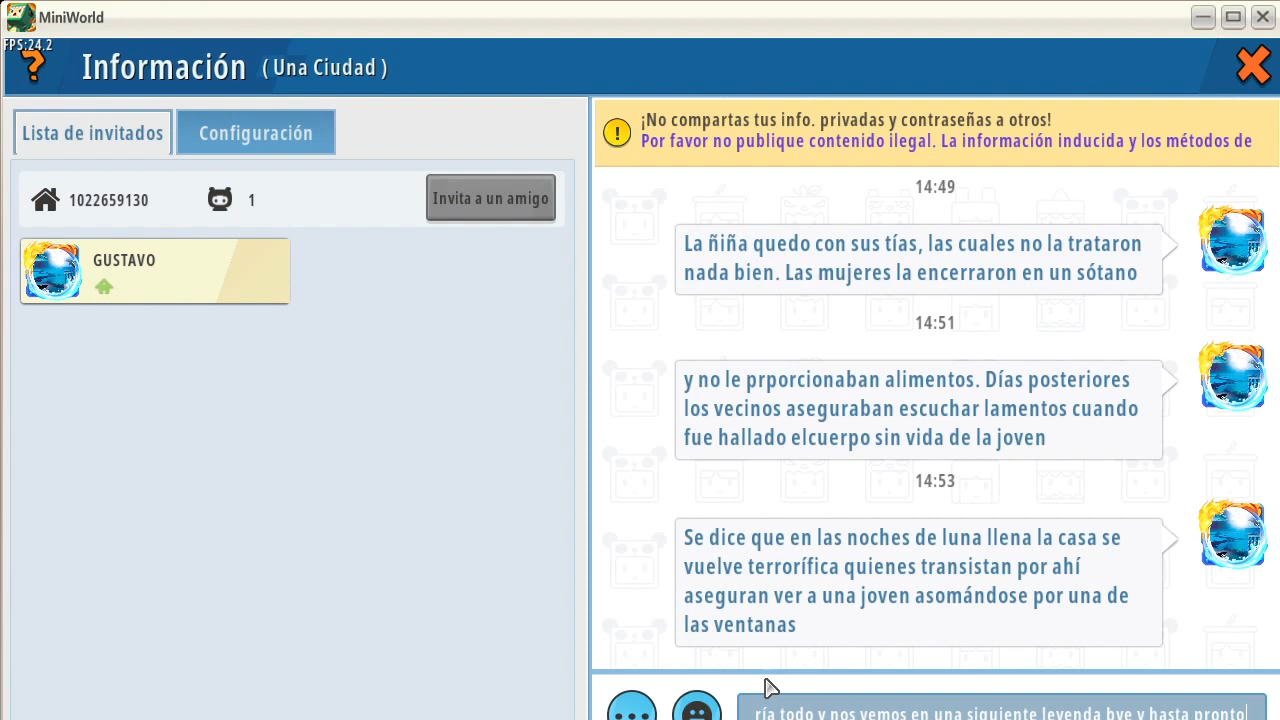 MiniWorld
FPS:24.2
Información ( Una Ciudad )
Lista de invitados
Configuración
1022659130
1
Invita a un amigo
GUSTAVO
¡No compartas tus info. privadas y contraseñas a otros!
Por favor no publique contenido ilegal. La información inducida y los métodos de
14:49
La ñiña quedo con sus tías, las cuales no la trataron
nada bien. Las mujeres la encerraron en un sótano
14:51
y no le prporcionaban alimentos. Días posteriores
los vecinos aseguraban escuchar lamentos cuando
fue hallado elcuerpo sin vida de la joven
14:53
Se dice que en las noches de luna llena la casa se
vuelve terrorífica quienes transistan por ahí
aseguran ver a una joven asomándose por una de
las ventanas
ría todo y nos vemos en una siguiente leyenda bye y hasta pronto